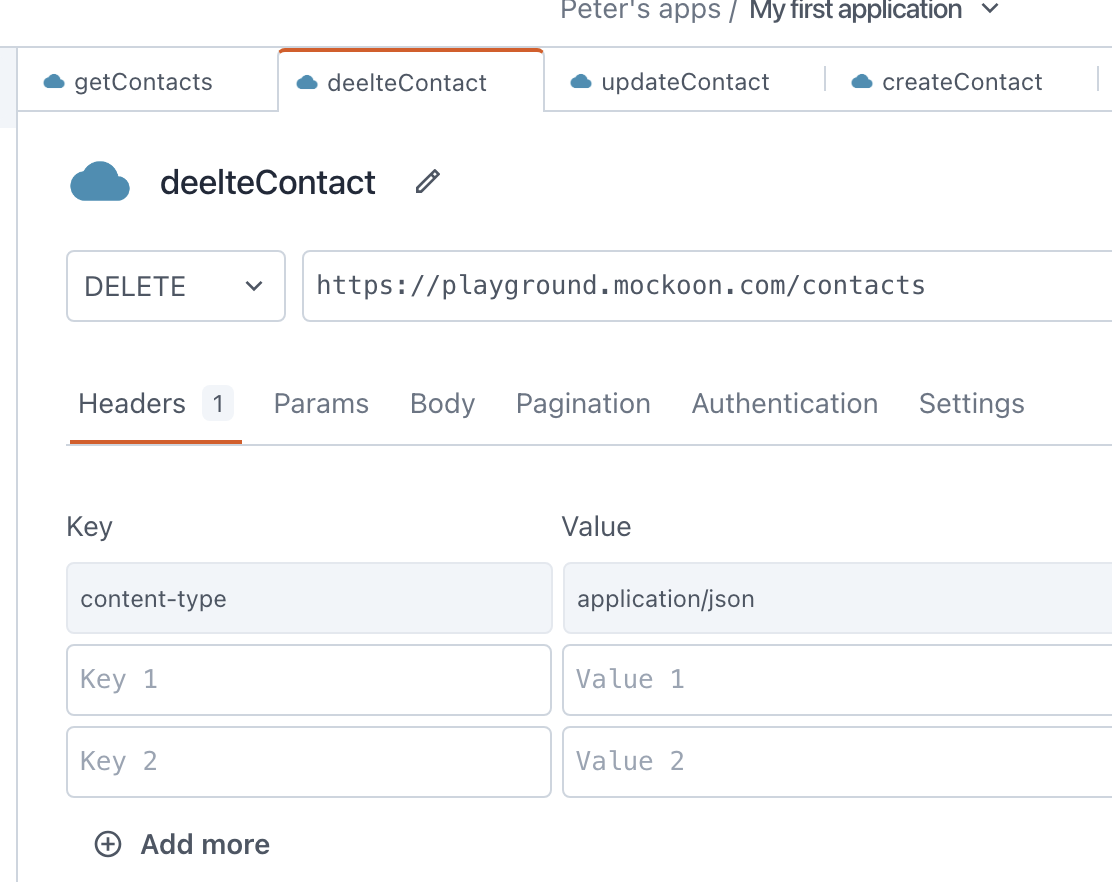 Peter's apps / My first application
getContacts deelteContact updateContact createContact
deelteContact
DELETE https://playground.mockoon.com/contacts
Headers 1 Params Body Pagination Authentication Settings
Key Value
content-type application/json
Key 1 Value 1
Key 2 Value 2
Add more